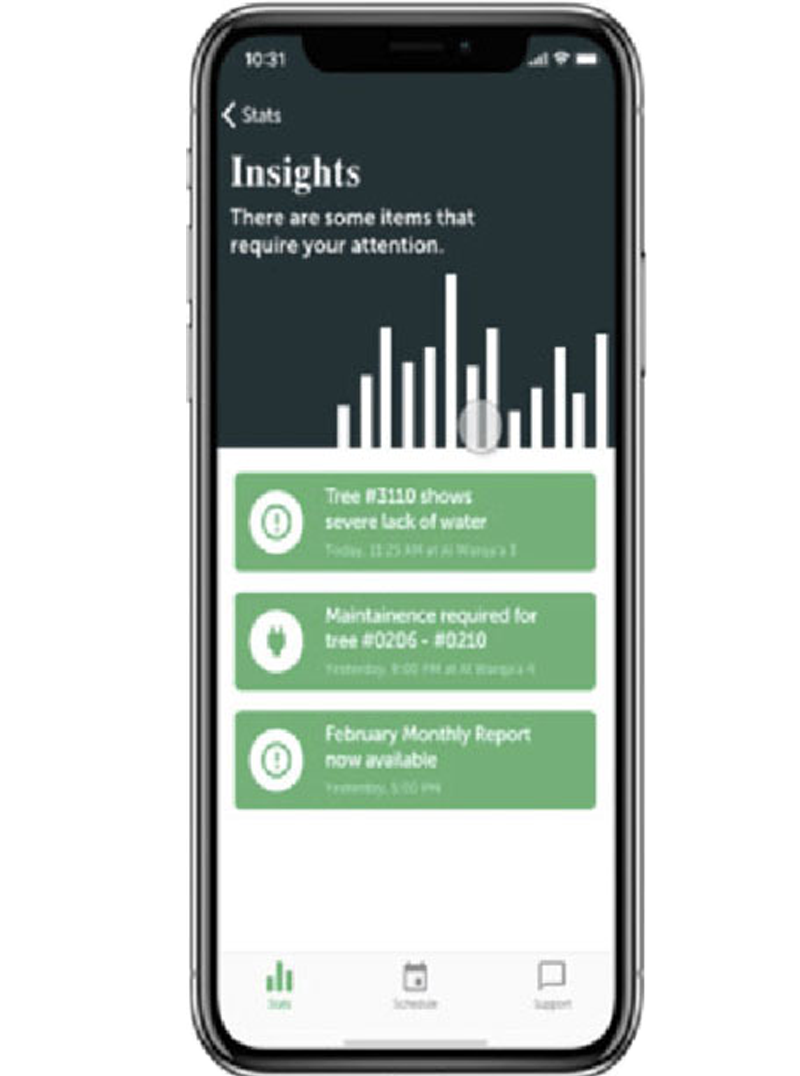 10:31
Stats
Insights
There are some items that
require your attention.
Tree #3110 shows
severe lack of water
Today, 11:25 AM at Al Warqa'a 3
Maintainence required for
tree #0206 - #0210
Yesterday, 9:00 PM at Al Warqa'a 4
February Monthly Report
now available
Yesterday, 5:00 PM
Stats
Schedule
Support